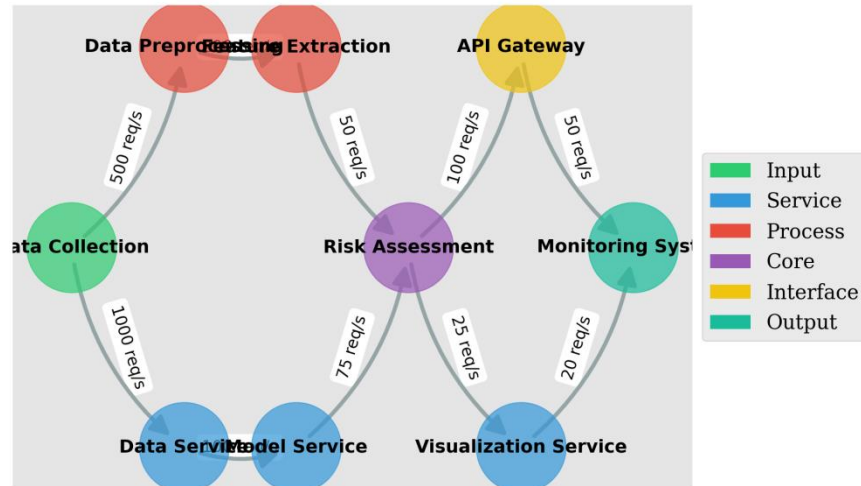 Data Preprocessing
Feature Extraction
API Gateway
500 req/s
50 req/s
100 req/s
50 req/s
ata Collection
Risk Assessment
Monitoring Syst
1000 req/s
75 req/s
25 req/s
20 req/s
Data Service
Model Service
Visualization Service
Input
Service
Process
Core
Interface
Output